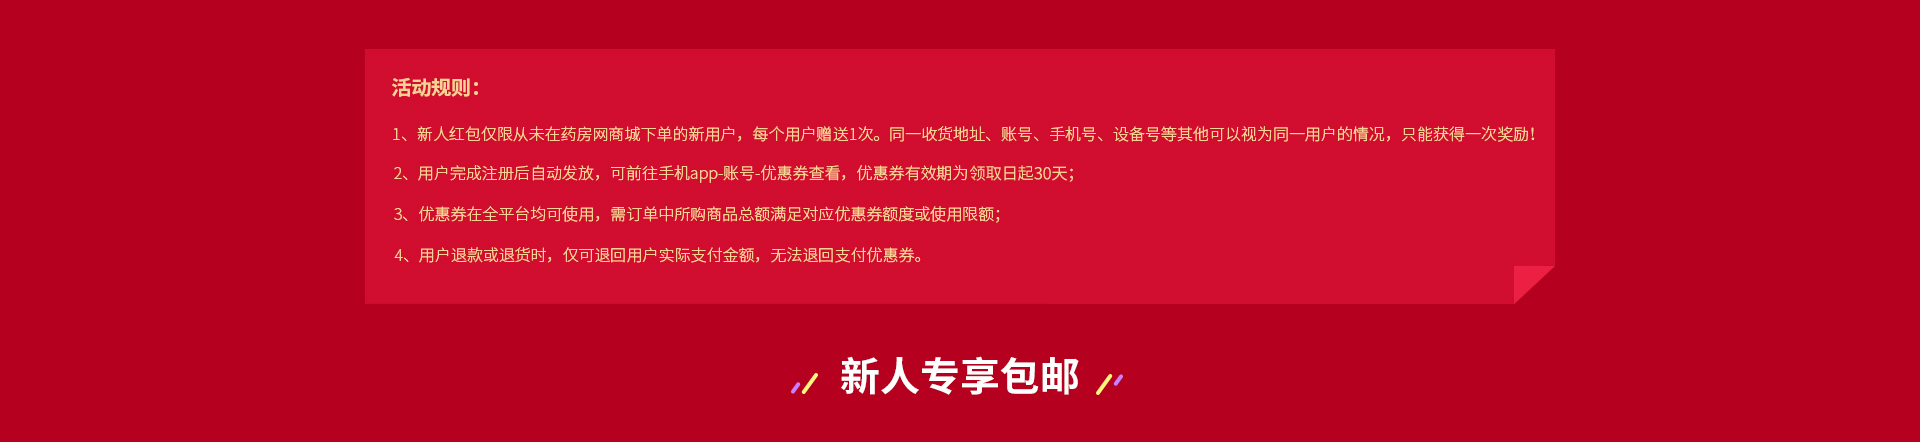 活动规则：
1、新人红包仅限从未在药房网商城下单的新用户，每个用户赠送1次。同一收货地址、账号、手机号、设备号等其他可以视为同一用户的情况，只能获得一次奖励！
2、用户完成注册后自动发放，可前往手机app-账号-优惠券查看，优惠券有效期为领取日起30天；
3、优惠券在全平台均可使用，需订单中所购商品总额满足对应优惠券额度或使用限额；
4、用户退款或退货时，仅可退回用户实际支付金额，无法退回支付优惠券。
新人专享包邮